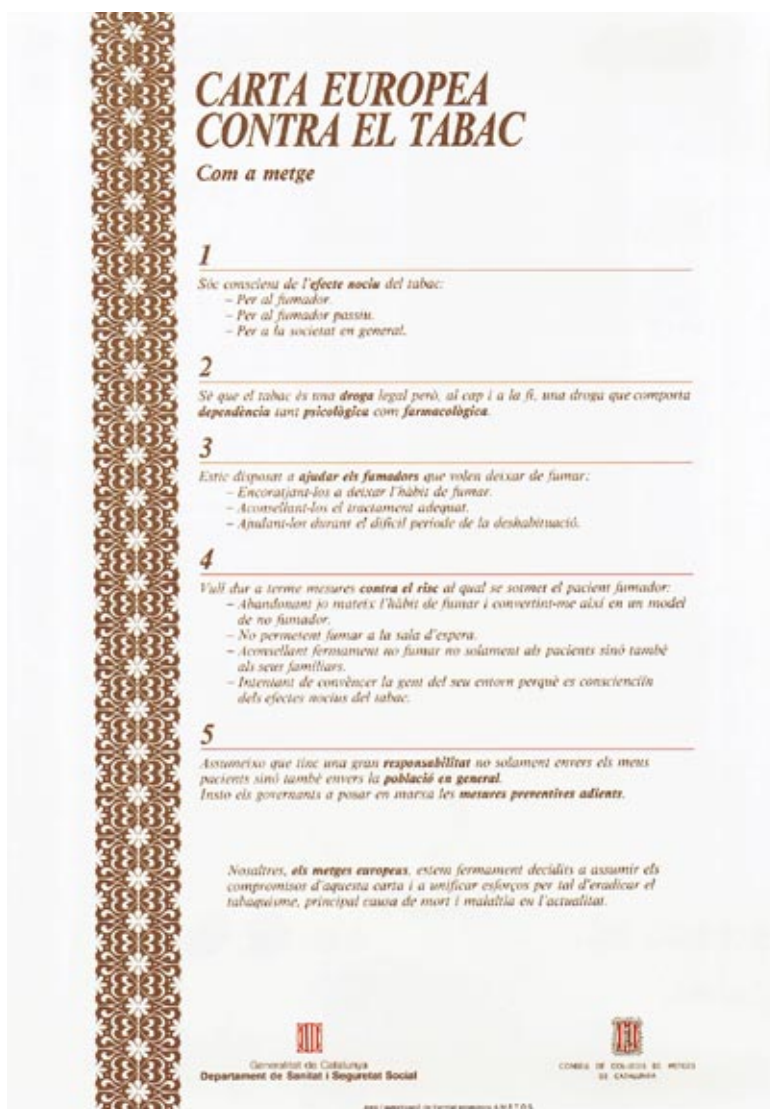 CARTA EUROPEA
CONTRA EL TABAC
Com a metge
1
Sóc conscient de l'efecte nociu del tabac:
– Per al fumador.
– Per al fumador passiu.
– Per a la societat en general.
2
Sé que el tabac és una droga legal però, al cap i a la fi, una droga que comporta
dependència tant psicològica com farmacològica.
3
Estic disposat a ajudar els fumadors que volen deixar de fumar:
– Encoratjant-los a deixar l'hàbit de fumar.
– Aconsellant-los el tractament adequat.
– Ajudant-los durant el difícil període de la deshabituació.
4
Vull dur a terme mesures contra el risc al qual se sotmet el pacient fumador:
– Abandonant jo mateix l'hàbit de fumar i convertint-me així en un model
de no fumador.
– No permetent fumar a la sala d'espera.
– Aconsellant fermament no fumar no solament als pacients sinó també
als seus familiars.
– Intentant de convèncer la gent del seu entorn perquè es consciencïin
dels efectes nocius del tabac.
5
Assumeixo que tinc una gran responsabilitat no solament envers els meus
pacients sinó també envers la població en general.
Insto els governants a posar en marxa les mesures preventives adients.
Nosaltres, els metges europeus, estem fermament decidits a assumir els
compromisos d'aquesta carta i a unificar esforços per tal d'eradicar el
tabaquisme, principal causa de mort i malaltia en l'actualitat.
Generalitat de Catalunya
Departament de Sanitat i Seguretat Social
CONSELL DE COL·LEGIS DE METGES
DE CATALUNYA